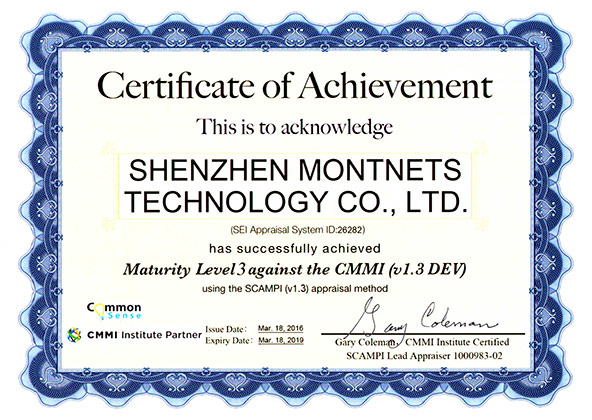 Certificate of Achievement
This is to acknowledge
SHENZHEN MONTNETS
TECHNOLOGY CO., LTD.
(SEI Appraisal System ID:26282)
has successfully achieved
Maturity Level 3 against the CMMI (v1.3 DEV)
using the SCAMPI (v1.3) appraisal method
Common
Sense
CMMI Institute Partner
Issue Date: Mar. 18, 2016
Expiry Date: Mar. 18, 2019
Gary Coleman
Gary Coleman, CMMI Institute Certified
SCAMPI Lead Appraiser 1000983-02